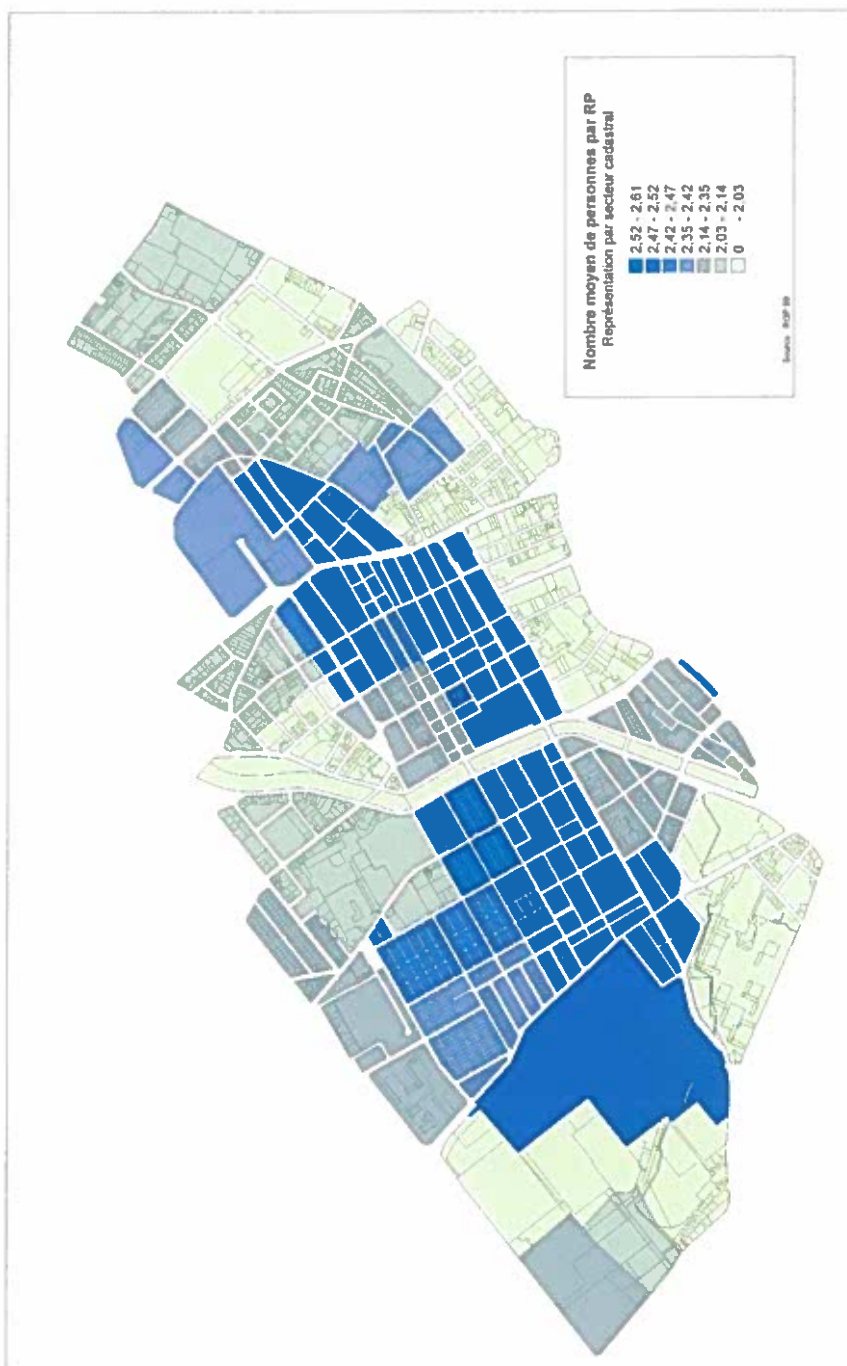 Nombre moyen de personnes par RP
Représentation par secteur cadastral
2,52 - 2,61
2,47 - 2,52
2,42 - 2,47
2,35 - 2,42
2,14 - 2,35
2,03 - 2,14
0 - 2,03
Source